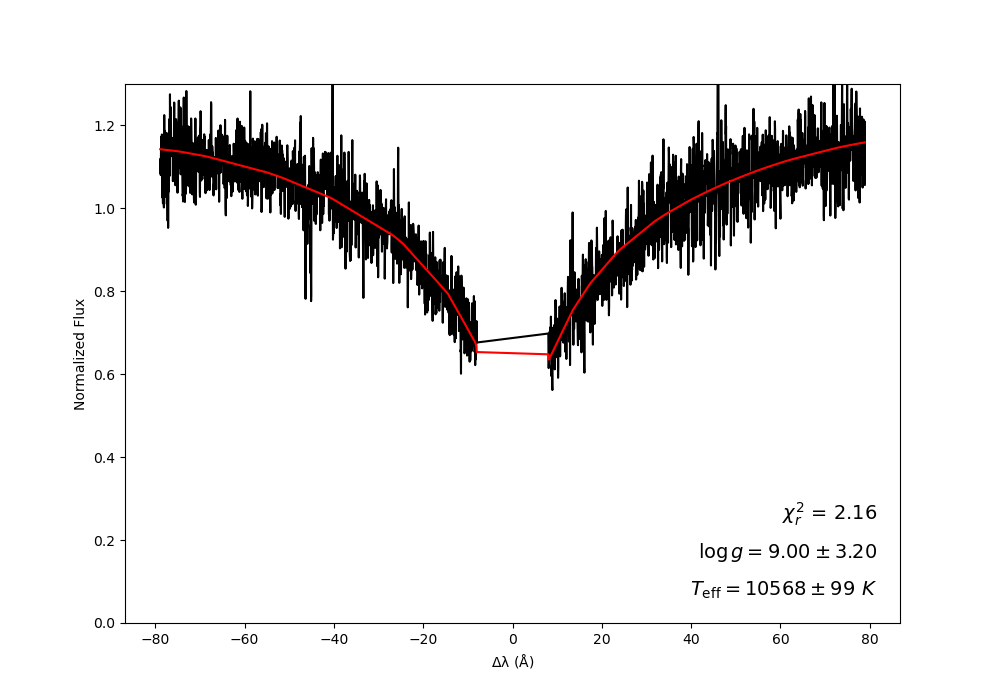 1.2
1.0
0.8
0.6
0.4
0.2
0.0
Normalized Flux
χ²ᵣ = 2.16
log g = 9.00 ± 3.20
T_eff = 10568 ± 99 K
−80 −60 −40 −20 0 20 40 60 80
Δλ (Å)